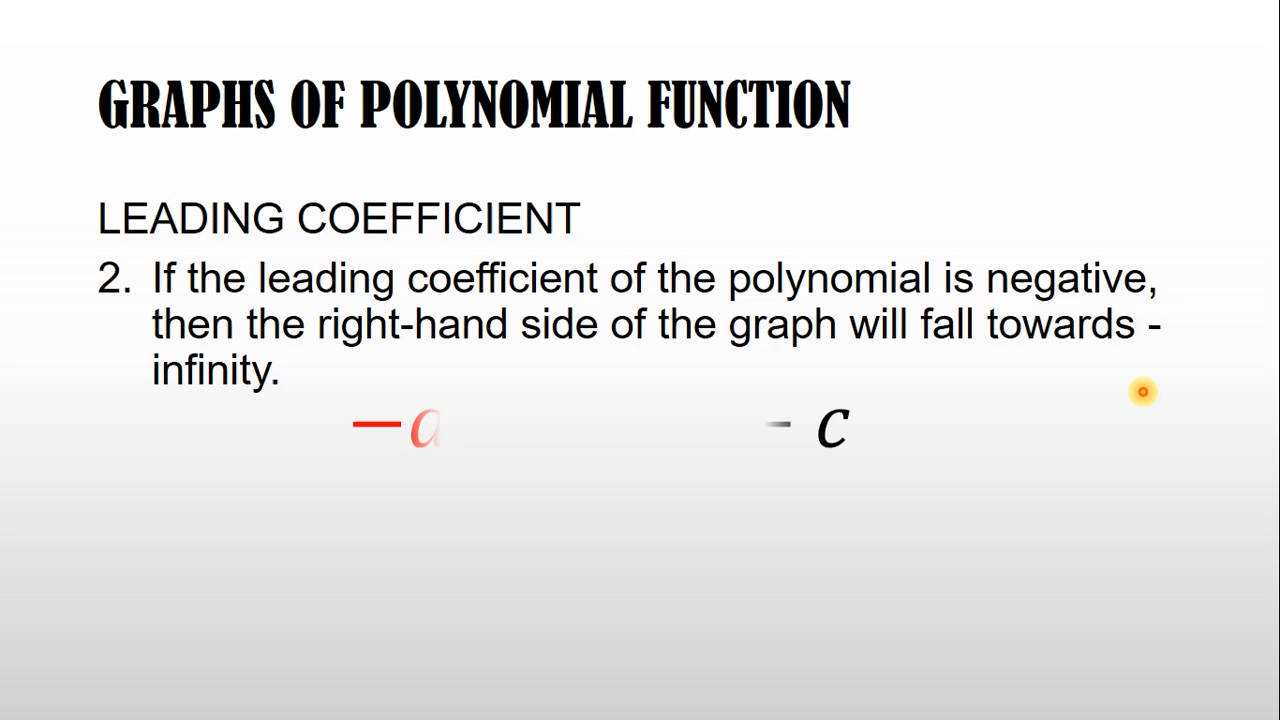 GRAPHS OF POLYNOMIAL FUNCTION
LEADING COEFFICIENT
2. If the leading coefficient of the polynomial is negative,
then the right-hand side of the graph will fall towards -
infinity.
– c